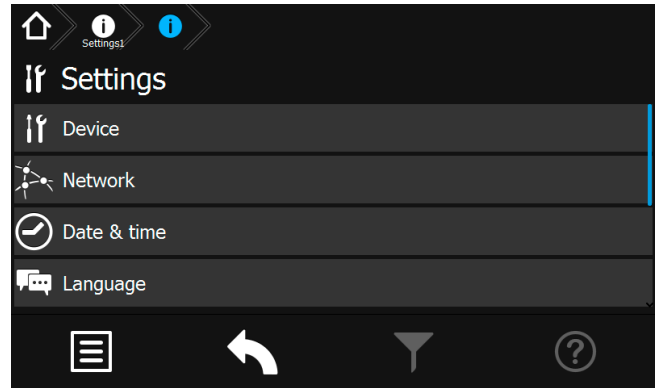 Settings1
Settings
Device
Network
Date & time
Language